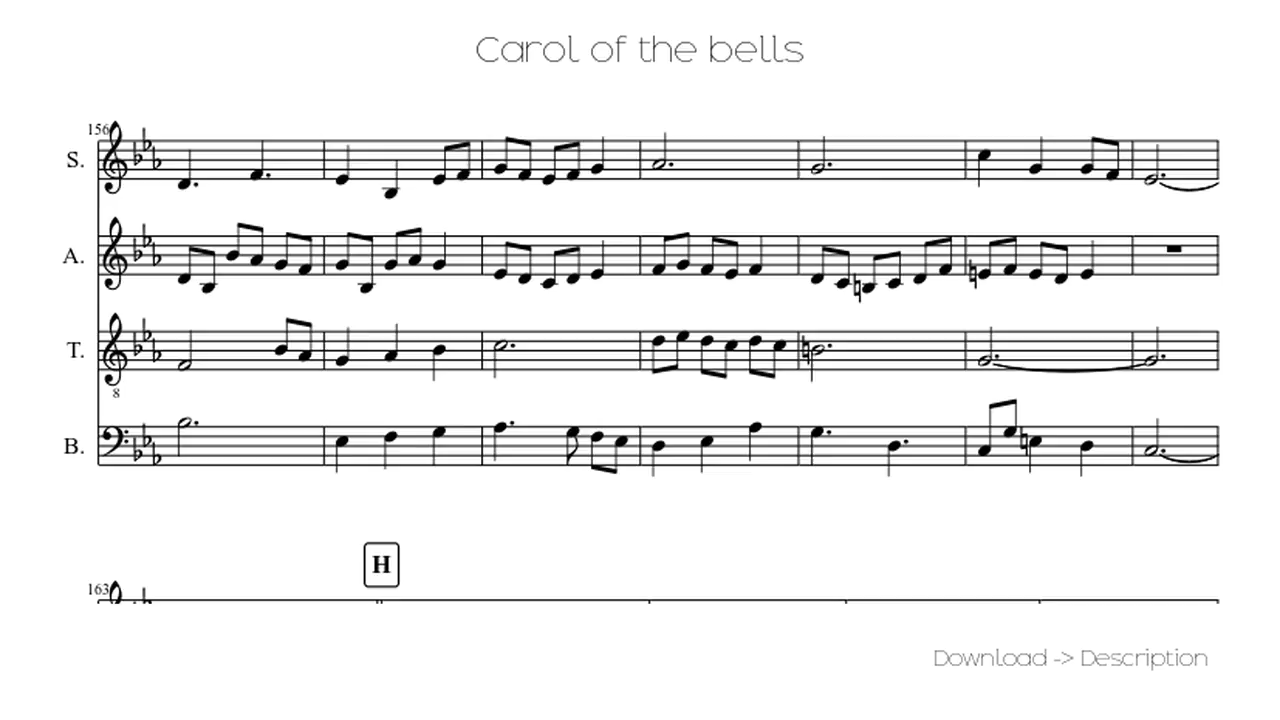 Carol of the bells
156
S.
A.
T.
8
B.
H
163
Download -> Description